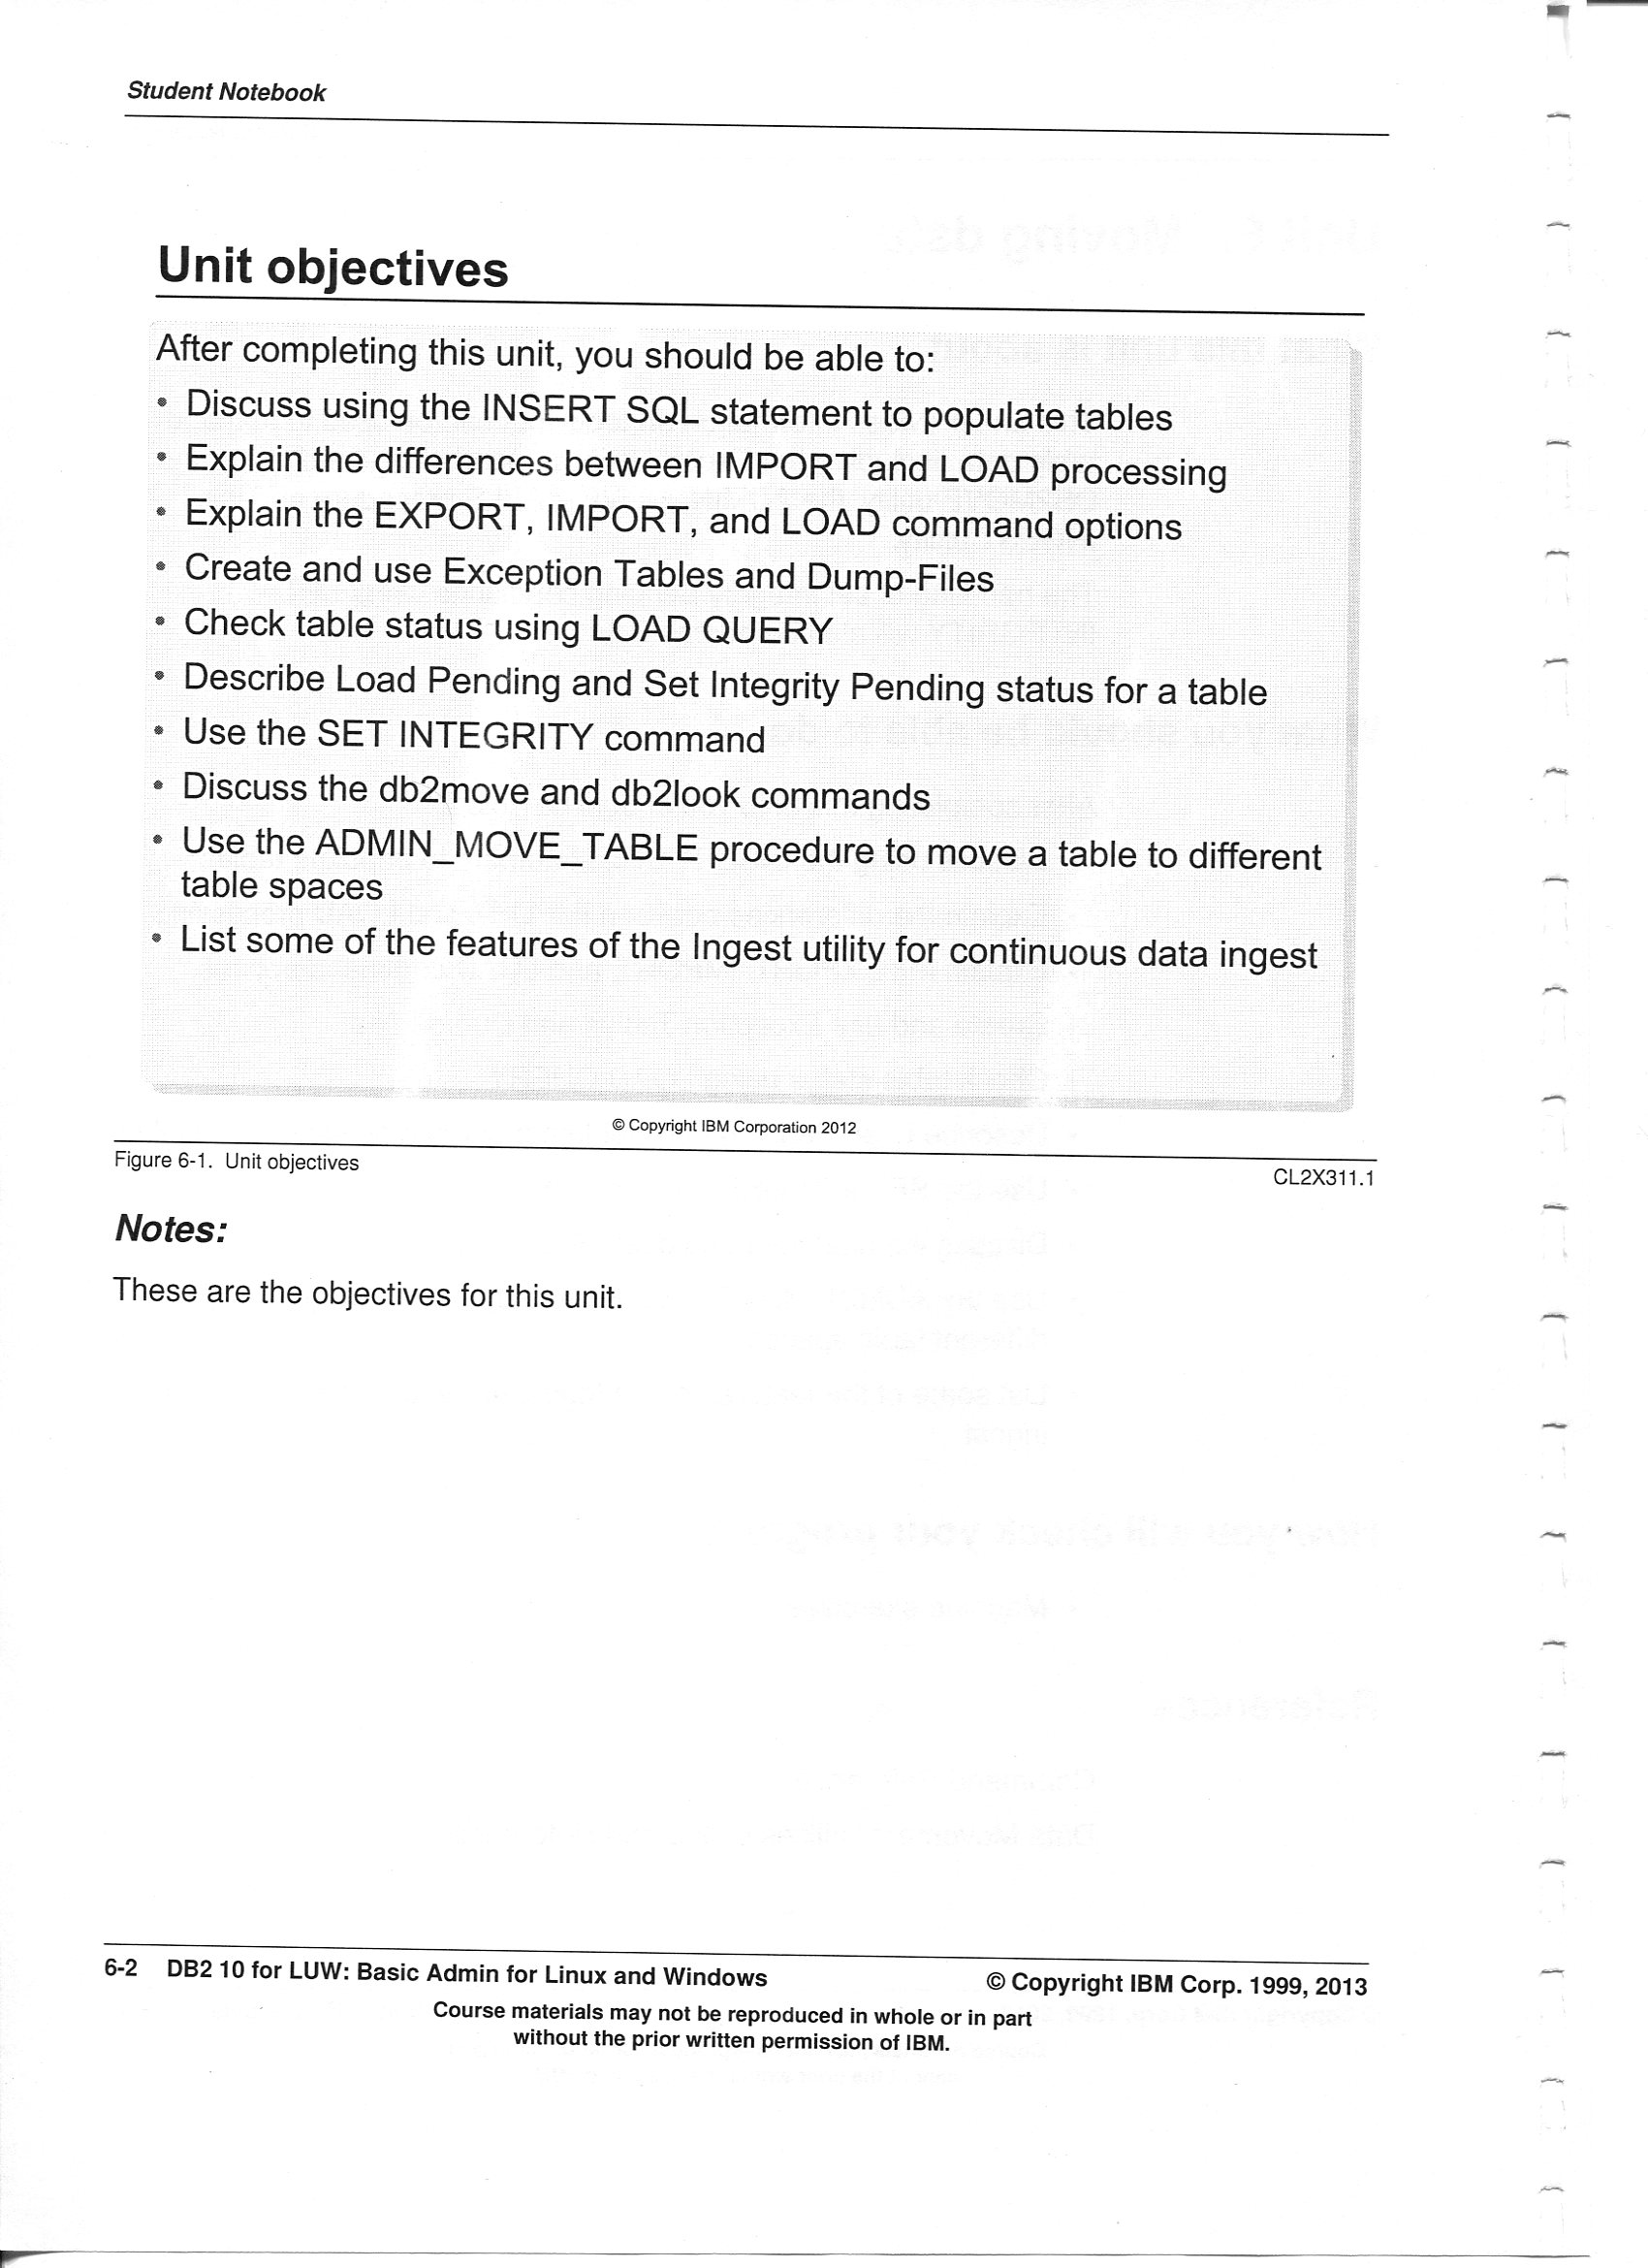 Student Notebook
Unit objectives
After completing this unit, you should be able to:
• Discuss using the INSERT SQL statement to populate tables
• Explain the differences between IMPORT and LOAD processing
• Explain the EXPORT, IMPORT, and LOAD command options
• Create and use Exception Tables and Dump-Files
• Check table status using LOAD QUERY
• Describe Load Pending and Set Integrity Pending status for a table
• Use the SET INTEGRITY command
• Discuss the db2move and db2look commands
• Use the ADMIN_MOVE_TABLE procedure to move a table to different
table spaces
• List some of the features of the Ingest utility for continuous data ingest
© Copyright IBM Corporation 2012
Figure 6-1. Unit objectives CL2X311.1
Notes:
These are the objectives for this unit.
6-2 DB2 10 for LUW: Basic Admin for Linux and Windows © Copyright IBM Corp. 1999, 2013
Course materials may not be reproduced in whole or in part
without the prior written permission of IBM.